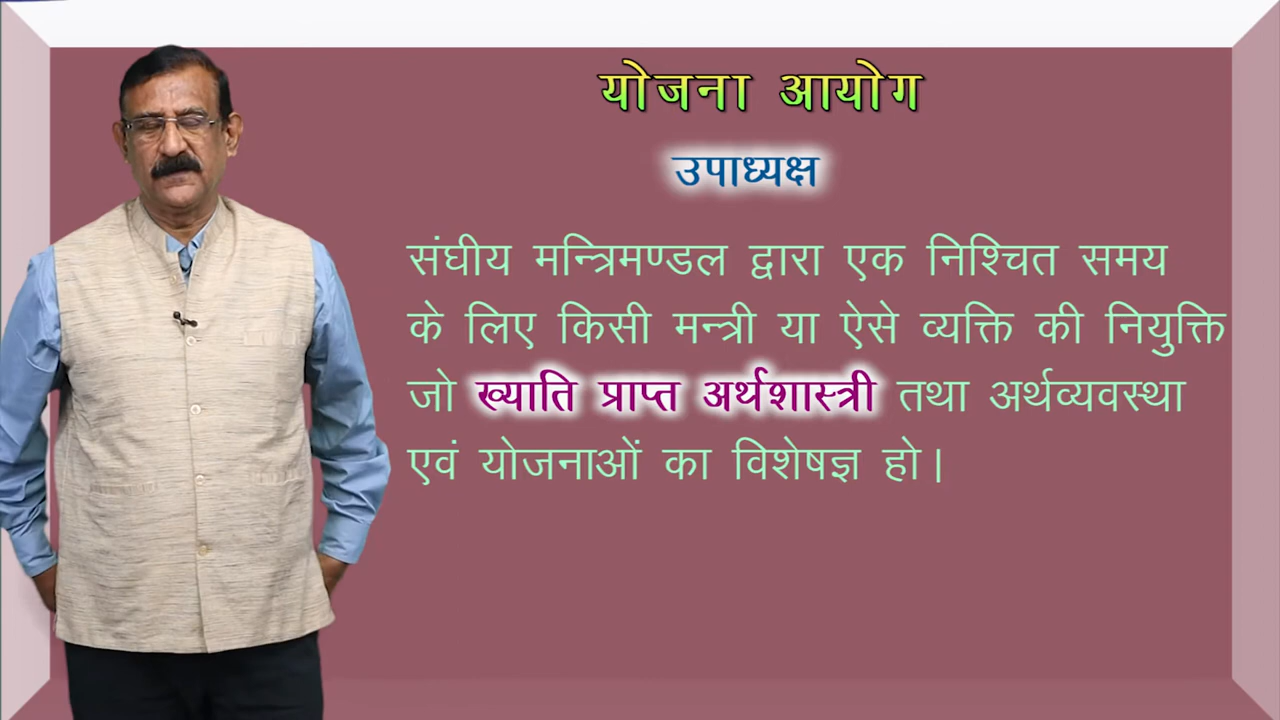 योजना आयोग
उपाध्यक्ष
संघीय मन्त्रिमण्डल द्वारा एक निश्चित समय
के लिए किसी मन्त्री या ऐसे व्यक्ति की नियुक्ति
जो ख्याति प्राप्त अर्थशास्त्री तथा अर्थव्यवस्था
एवं योजनाओं का विशेषज्ञ हो।